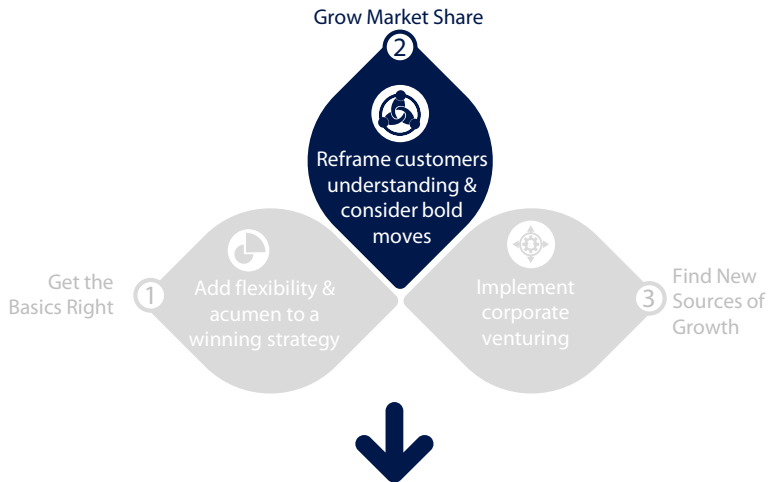 Grow Market Share
2
Reframe customers
understanding &
consider bold
moves
Get the
Basics Right
1
Add flexibility &
acumen to a
winning strategy
Implement
corporate
venturing
3
Find New
Sources of
Growth